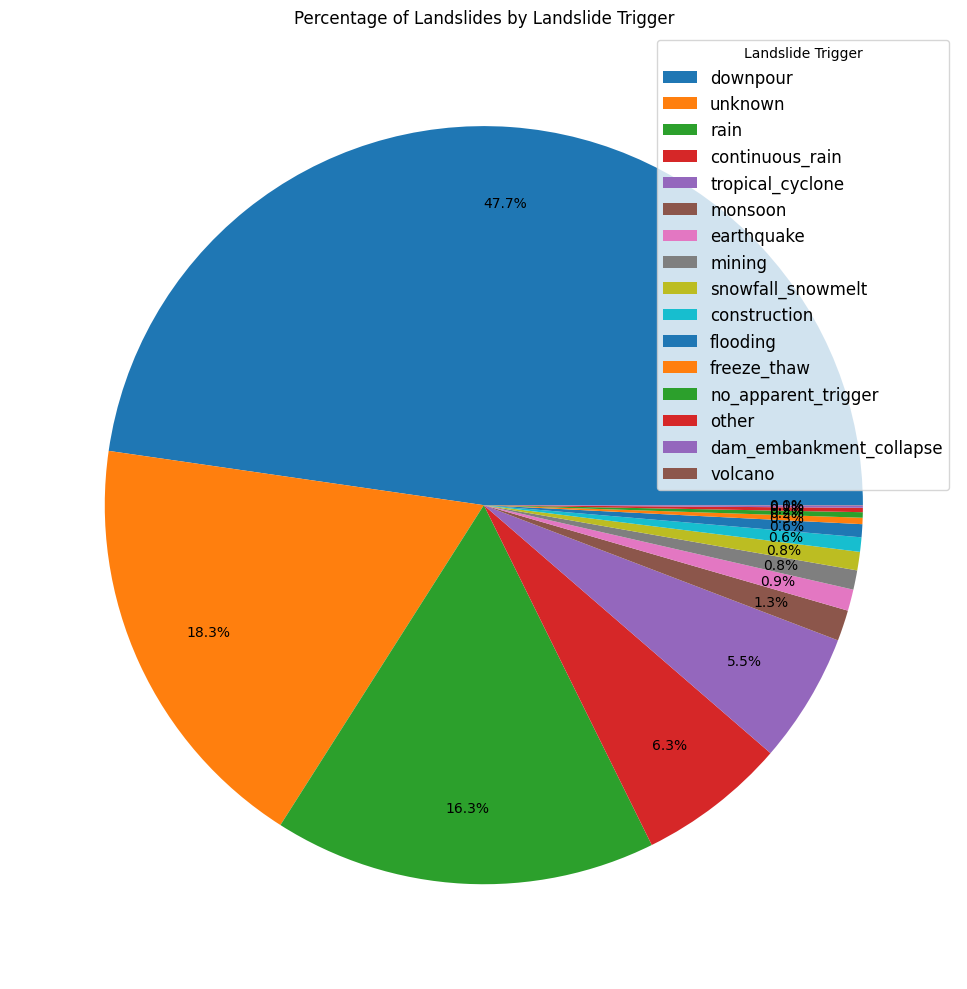 Percentage of Landslides by Landslide Trigger
Landslide Trigger
downpour
unknown
rain
continuous_rain
tropical_cyclone
monsoon
earthquake
mining
snowfall_snowmelt
construction
flooding
freeze_thaw
no_apparent_trigger
other
dam_embankment_collapse
volcano
47.7%
18.3%
16.3%
6.3%
5.5%
1.3%
0.9%
0.8%
0.8%
0.6%
0.6%